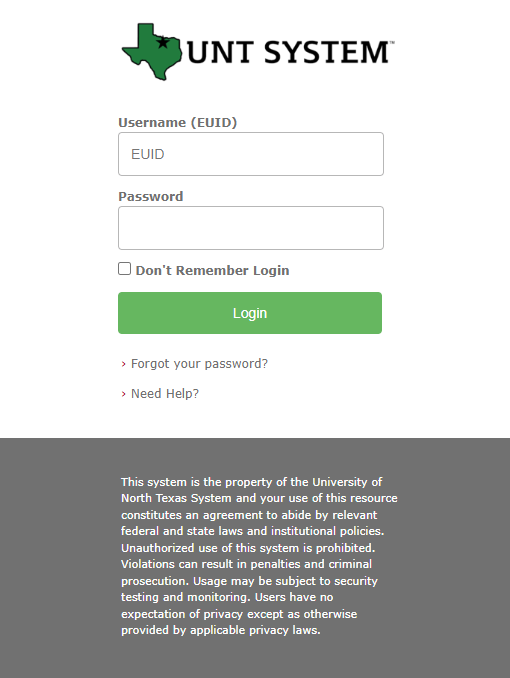 UNT SYSTEM™
Username (EUID)
EUID
Password
Don't Remember Login
Login
› Forgot your password?
› Need Help?
This system is the property of the University of
North Texas System and your use of this resource
constitutes an agreement to abide by relevant
federal and state laws and institutional policies.
Unauthorized use of this system is prohibited.
Violations can result in penalties and criminal
prosecution. Usage may be subject to security
testing and monitoring. Users have no
expectation of privacy except as otherwise
provided by applicable privacy laws.